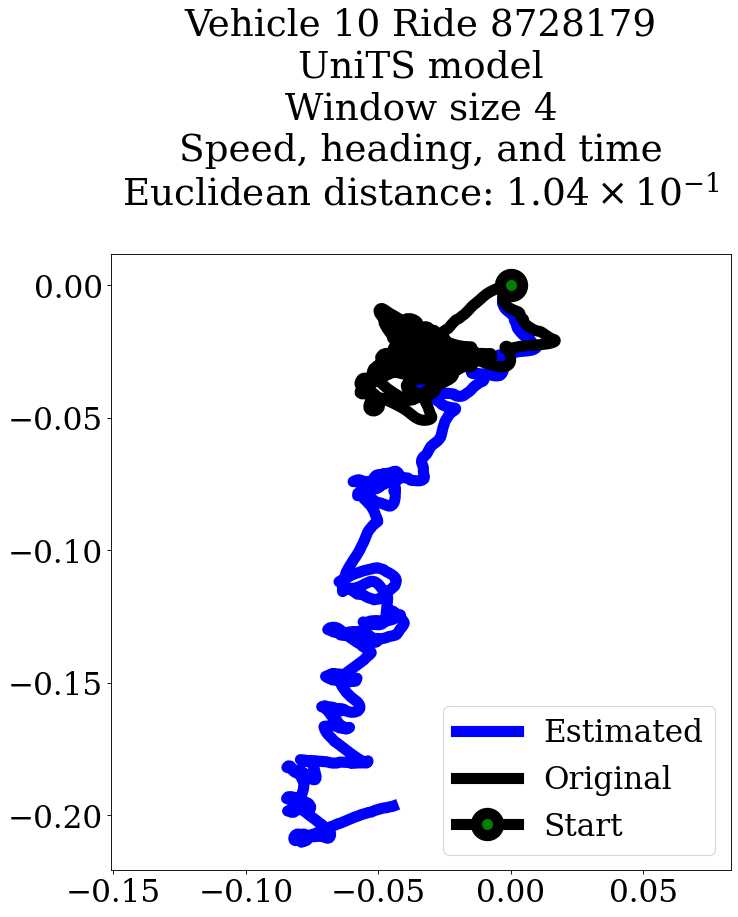 Vehicle 10 Ride 8728179
UniTS model
Window size 4
Speed, heading, and time
Euclidean distance: 1.04 × 10⁻¹
0.00
−0.05
−0.10
−0.15
−0.20
−0.15 −0.10 −0.05 0.00 0.05
Estimated
Original
Start